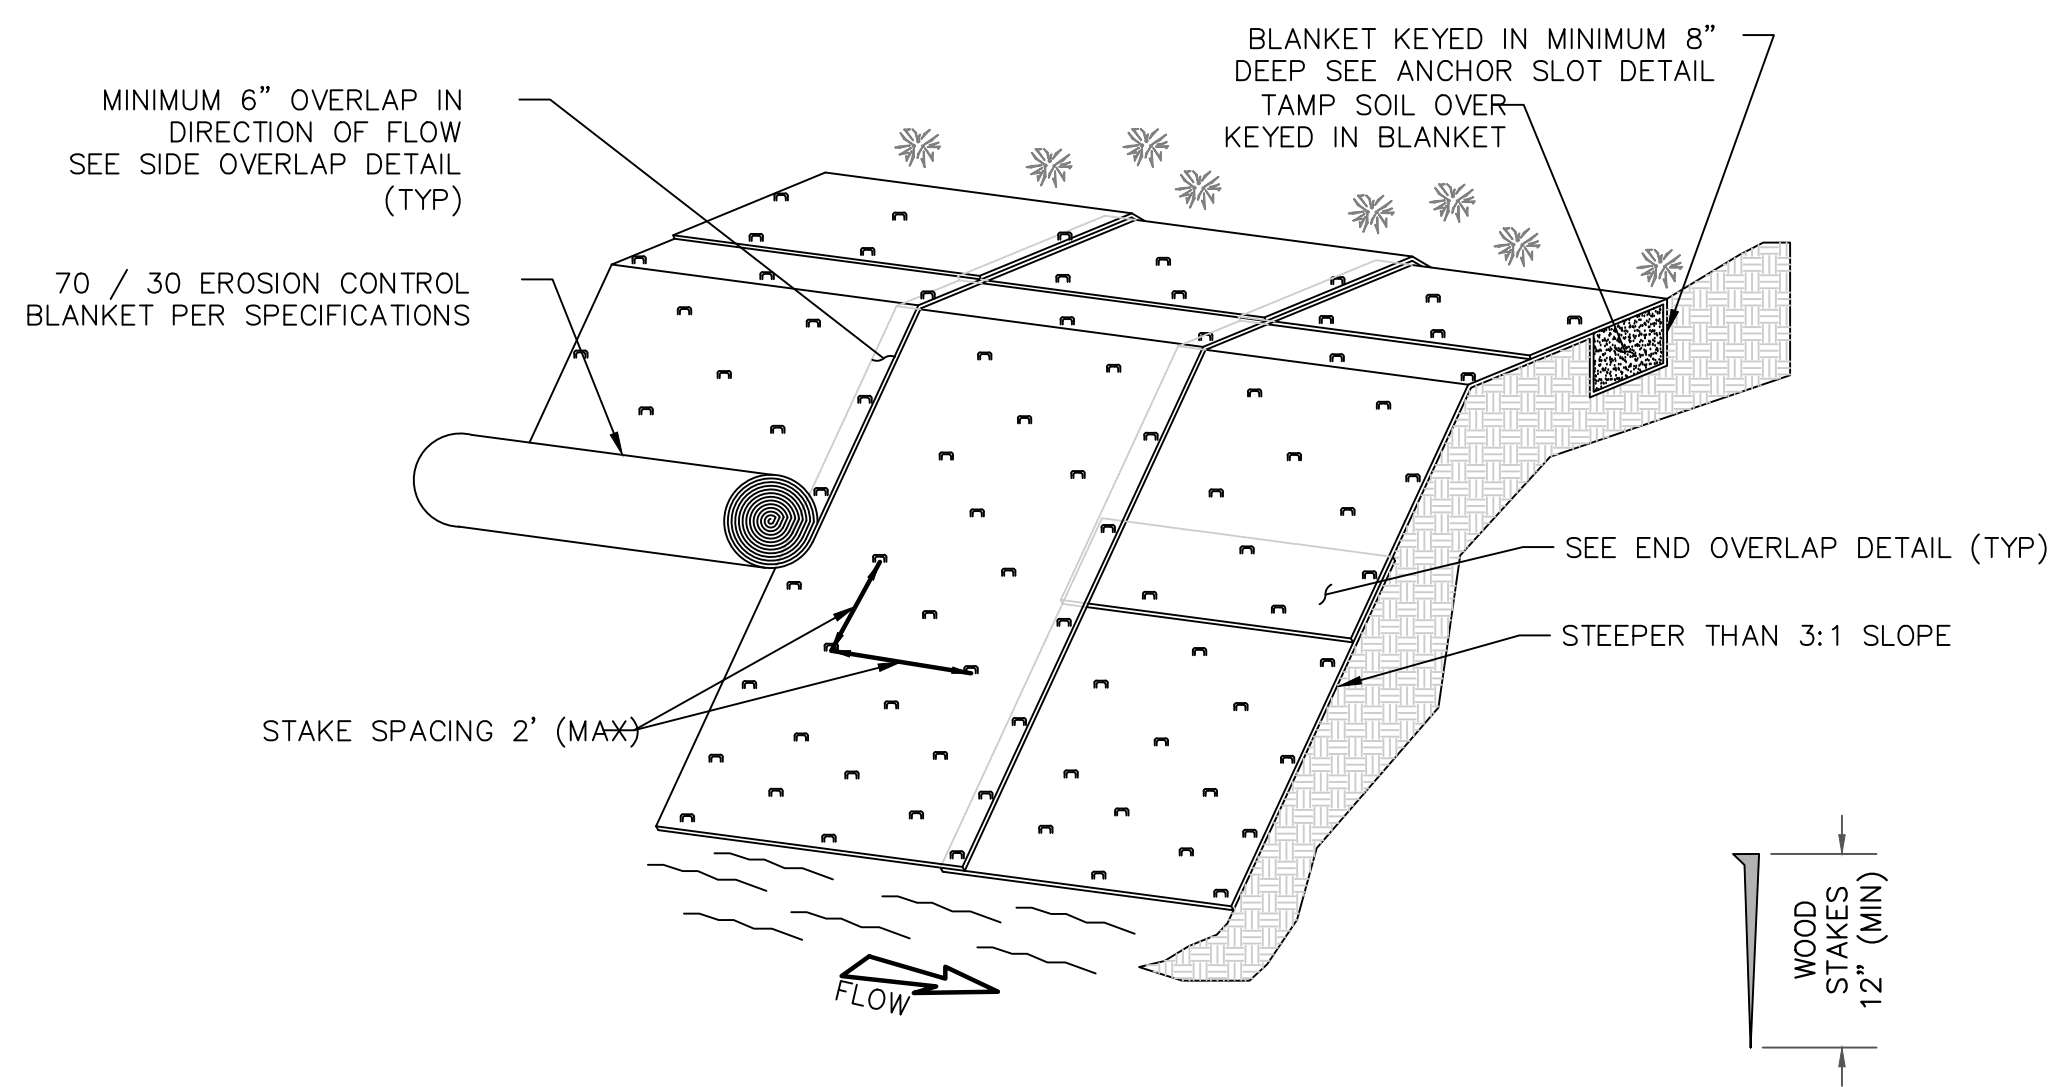 BLANKET KEYED IN MINIMUM 8”
DEEP SEE ANCHOR SLOT DETAIL
TAMP SOIL OVER
KEYED IN BLANKET
MINIMUM 6” OVERLAP IN
DIRECTION OF FLOW
SEE SIDE OVERLAP DETAIL
(TYP)
70 / 30 EROSION CONTROL
BLANKET PER SPECIFICATIONS
SEE END OVERLAP DETAIL (TYP)
STEEPER THAN 3:1 SLOPE
STAKE SPACING 2’ (MAX)
FLOW
WOOD
STAKES
12” (MIN)